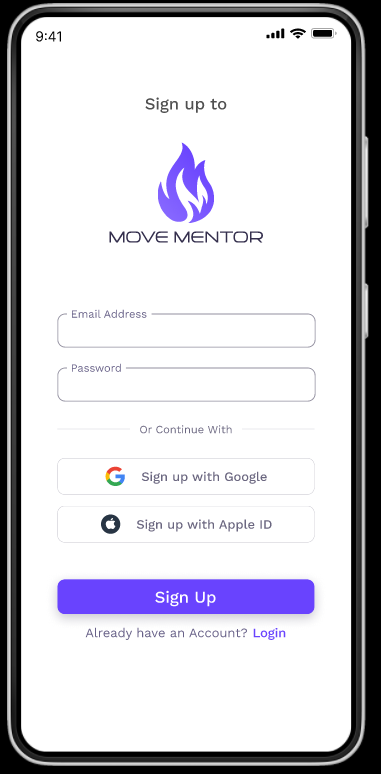 9:41
Sign up to
MOVE MENTOR
Email Address
Password
Or Continue With
Sign up with Google
Sign up with Apple ID
Sign Up
Already have an Account? Login